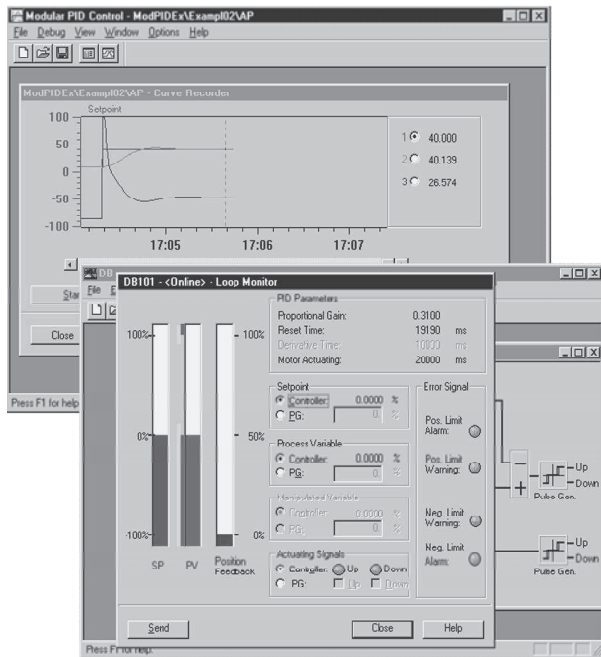 Modular PID Control - ModPIDEx\Exampl02\AP
File Debug View Window Options Help
ModPIDEx\Exampl02\AP - Curve Recorder
Setpoint
100
50
0
-50
-100
17:05 17:06 17:07
1 40.000
2 40.139
3 26.574
Close
Press F1 for help
DB
File
DB101 - <Online> - Loop Monitor
100%
0%
-100%
100%
50%
0%
SP PV Position Feedback
PID Parameters
Proportional Gain: 0.3100
Reset Time: 19190 ms
Derivative Time: 10000 ms
Motor Actuating: 20000 ms
Setpoint
Controller: 0.0000 %
PG: 0. %
Process Variable
Controller: 0.0000 %
PG: 0. %
Manipulated Variable
Controller: 0.0000 %
PG: 0. %
Actuating Signals
Controller: Up Down
PG: Up Down
Error Signal
Pos. Limit
Alarm:
Pos. Limit
Warning:
Neg. Limit
Warning:
Neg. Limit
Alarm:
Send Close Help
Up
Down
Pulse Gen.
Up
Down
Pulse Gen.
Press F1 for help.